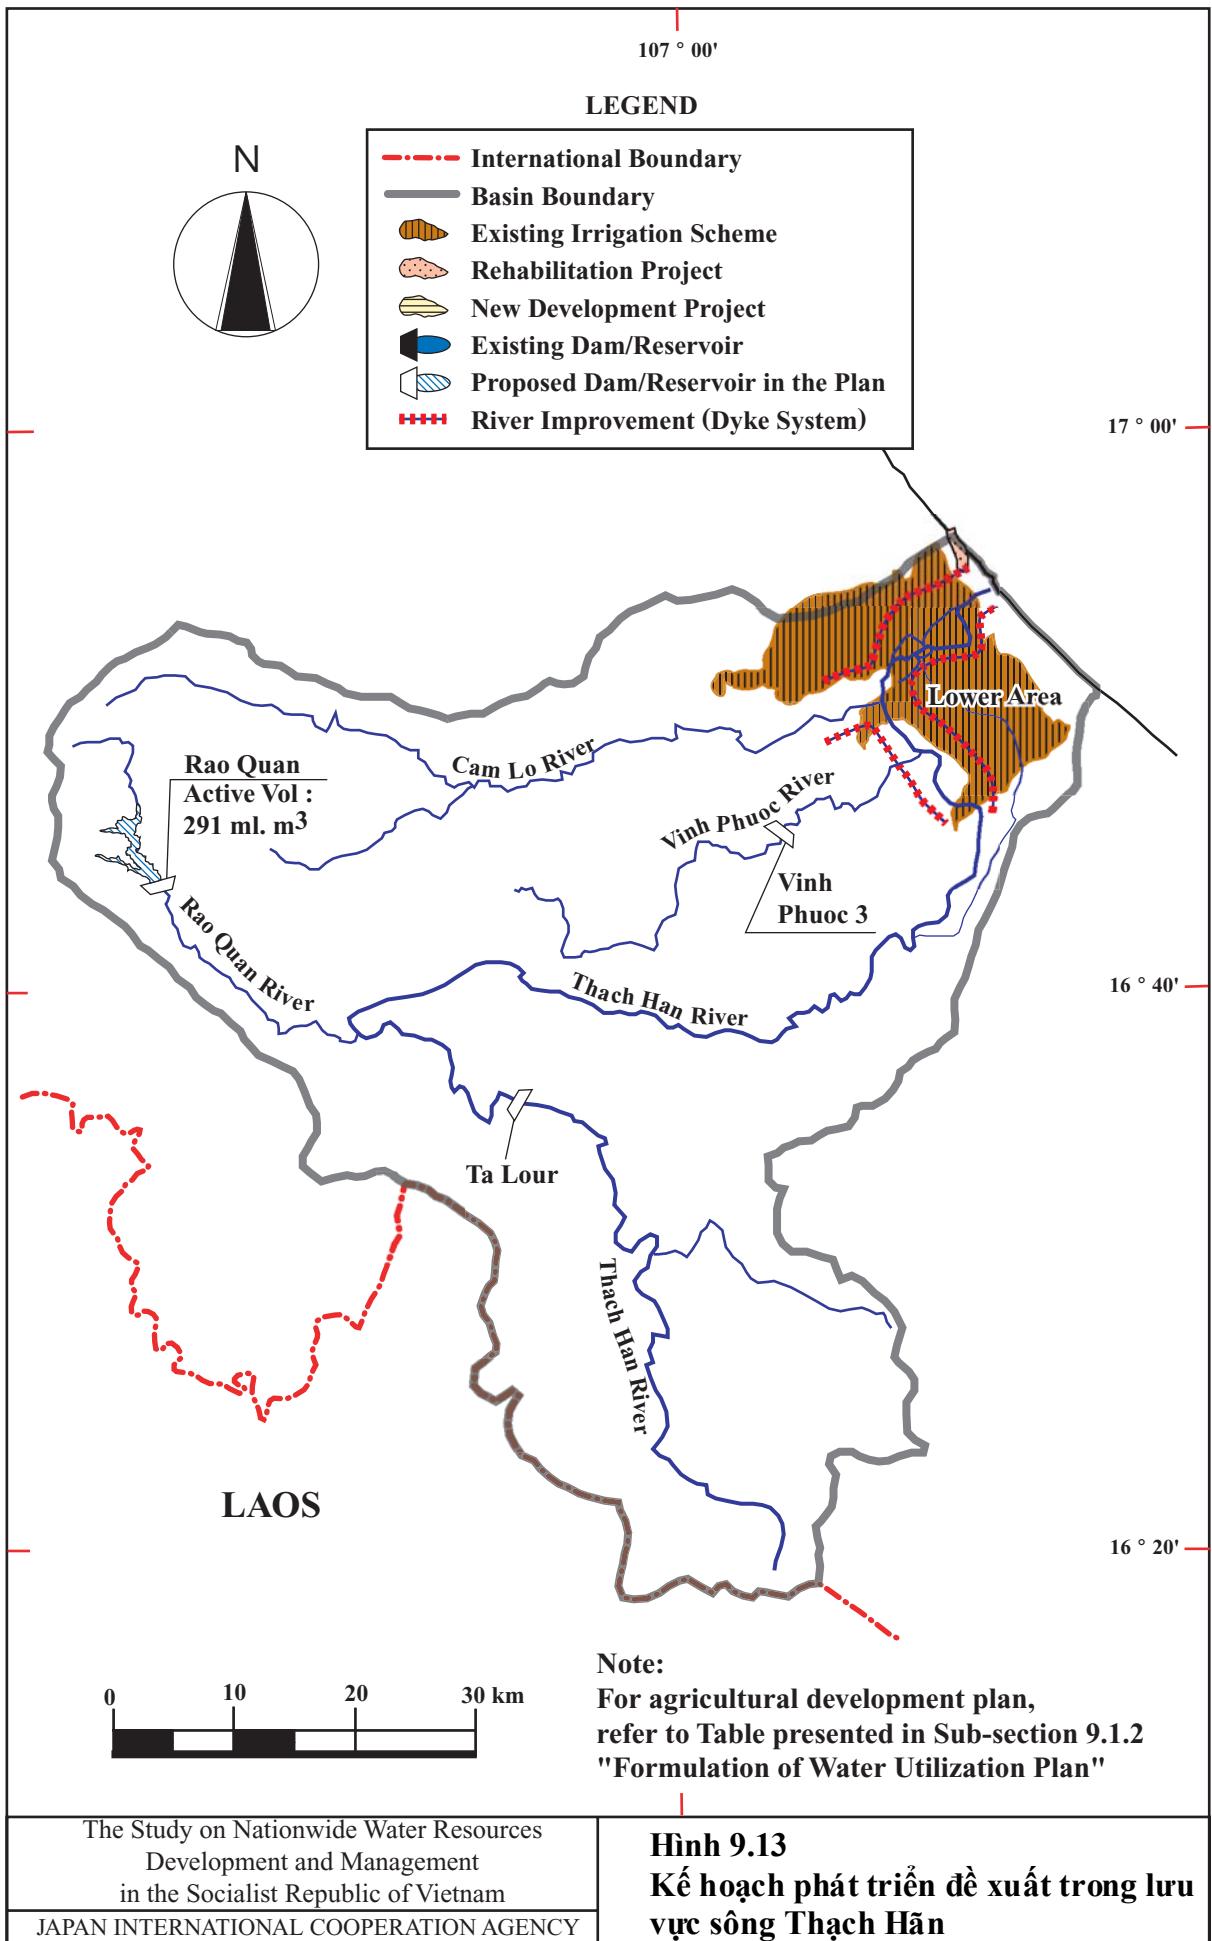 107 ° 00'
LEGEND
N
International Boundary
Basin Boundary
Existing Irrigation Scheme
Rehabilitation Project
New Development Project
Existing Dam/Reservoir
Proposed Dam/Reservoir in the Plan
River Improvement (Dyke System)
17 ° 00'
Lower Area
Cam Lo River
Rao Quan
Active Vol :
291 ml. m3
Vinh Phuoc River
Vinh
Phuoc 3
Rao Quan River
Thach Han River
16 ° 40'
Ta Lour
Thach Han River
LAOS
16 ° 20'
0 10 20 30 km
Note:
For agricultural development plan,
refer to Table presented in Sub-section 9.1.2
"Formulation of Water Utilization Plan"
The Study on Nationwide Water Resources
Development and Management
in the Socialist Republic of Vietnam
JAPAN INTERNATIONAL COOPERATION AGENCY
Hình 9.13
Kế hoạch phát triển đề xuất trong lưu
vực sông Thạch Hãn